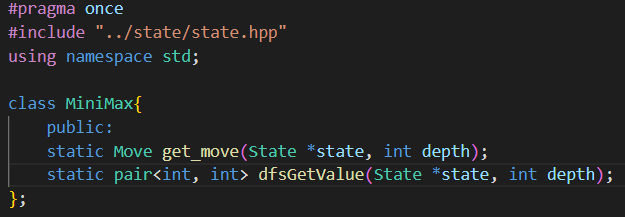 #pragma once
#include "../state/state.hpp"
using namespace std;

class MiniMax{
    public:
    static Move get_move(State *state, int depth);
    static pair<int, int> dfsGetValue(State *state, int depth);
};